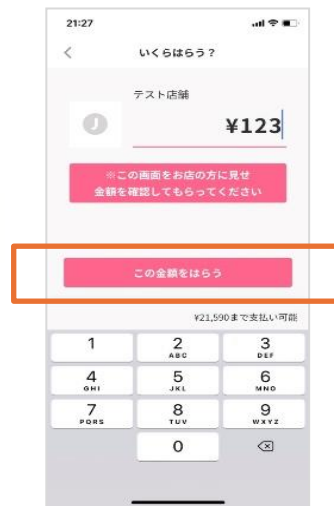 21:27
いくらはらう？
テスト店舗
J
¥123
※この画面をお店の方に見せ
金額を確認してもらってください
この金額をはらう
¥21,590まで支払い可能
1
2
ABC
3
DEF
4
GHI
5
JKL
6
MNO
7
PQRS
8
TUV
9
WXYZ
0